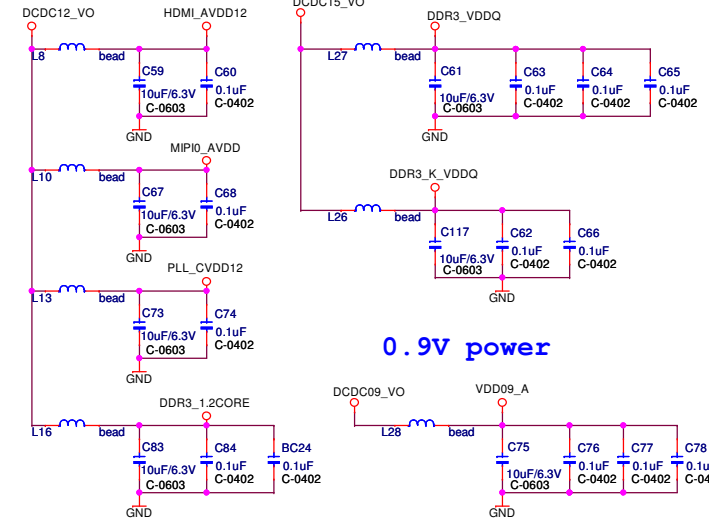 DCDC12_VO
HDMI_AVDD12
L8
bead
C59
10uF/6.3V
C-0603
C60
0.1uF
C-0402
GND
MIPI0_AVDD
L10
bead
C67
10uF/6.3V
C-0603
C68
0.1uF
C-0402
GND
PLL_CVDD12
L13
bead
C73
10uF/6.3V
C-0603
C74
0.1uF
C-0402
GND
DDR3_1.2CORE
L16
bead
C83
10uF/6.3V
C-0603
C84
0.1uF
C-0402
BC24
0.1uF
C-0402
GND
DCDC15_VO
DDR3_VDDQ
L27
bead
C61
10uF/6.3V
C-0603
C63
0.1uF
C-0402
C64
0.1uF
C-0402
C65
0.1uF
C-0402
GND
DDR3_K_VDDQ
L26
bead
C117
10uF/6.3V
C-0603
C62
0.1uF
C-0402
C66
0.1uF
C-0402
GND
0.9V power
DCDC09_VO
VDD09_A
L28
bead
C75
10uF/6.3V
C-0603
C76
0.1uF
C-0402
C77
0.1uF
C-0402
C78
0.1u
C-04
GND